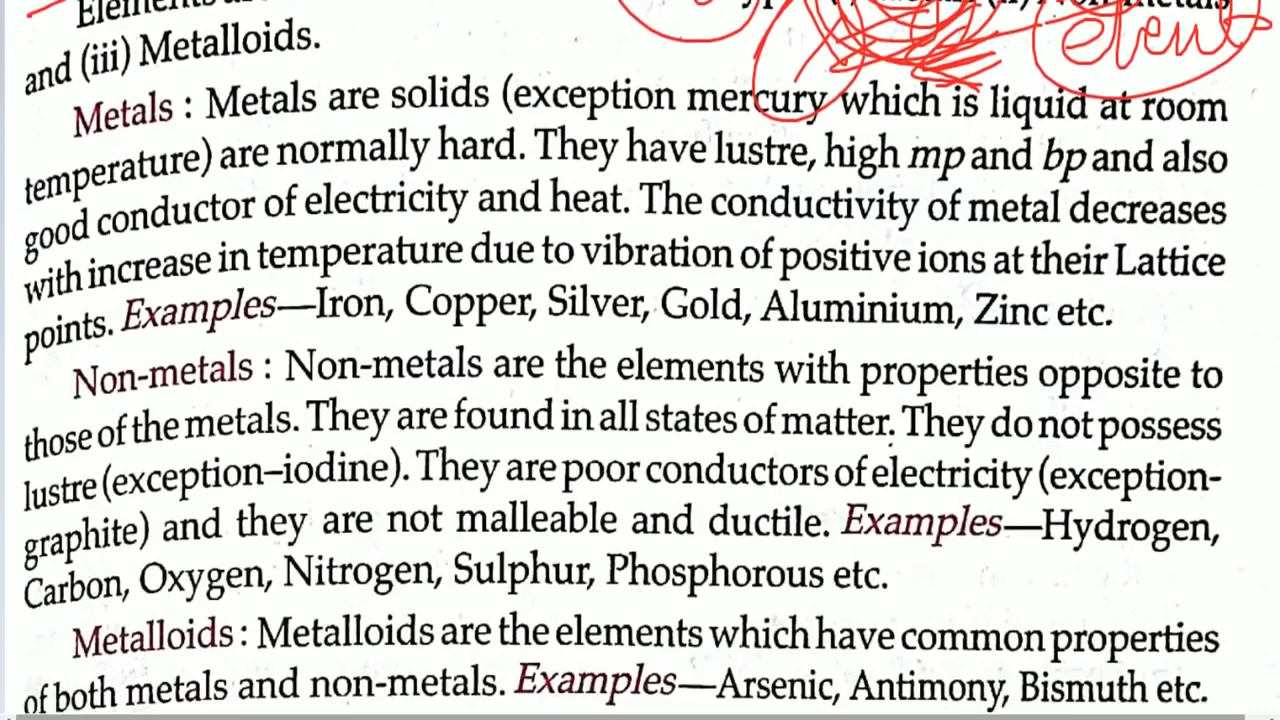 Elements
and (iii) Metalloids.
Metals : Metals are solids (exception mercury which is liquid at room
temperature) are normally hard. They have lustre, high mp and bp and also
good conductor of electricity and heat. The conductivity of metal decreases
with increase in temperature due to vibration of positive ions at their Lattice
points. Examples—Iron, Copper, Silver, Gold, Aluminium, Zinc etc.
Non-metals : Non-metals are the elements with properties opposite to
those of the metals. They are found in all states of matter. They do not possess
lustre (exception–iodine). They are poor conductors of electricity (exception-
graphite) and they are not malleable and ductile. Examples—Hydrogen,
Carbon, Oxygen, Nitrogen, Sulphur, Phosphorous etc.
Metalloids : Metalloids are the elements which have common properties
of both metals and non-metals. Examples—Arsenic, Antimony, Bismuth etc.